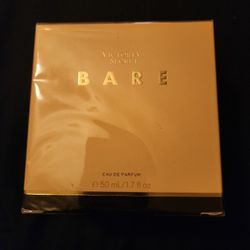 VICTORIA'S
SECRET
BARE
EAU DE PARFUM
℮ 50 mL/1.7 fl oz